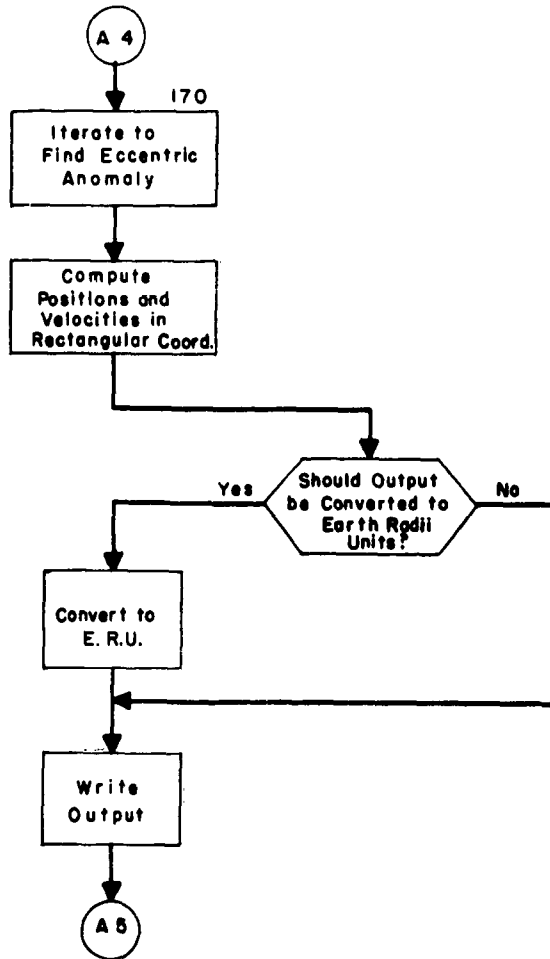 A 4
170
Iterate to
Find Eccentric
Anomaly
Compute
Positions and
Velocities in
Rectangular Coord.
Should Output
be Converted to
Earth Radii
Units?
Yes
No
Convert to
E. R.U.
Write
Output
A 5